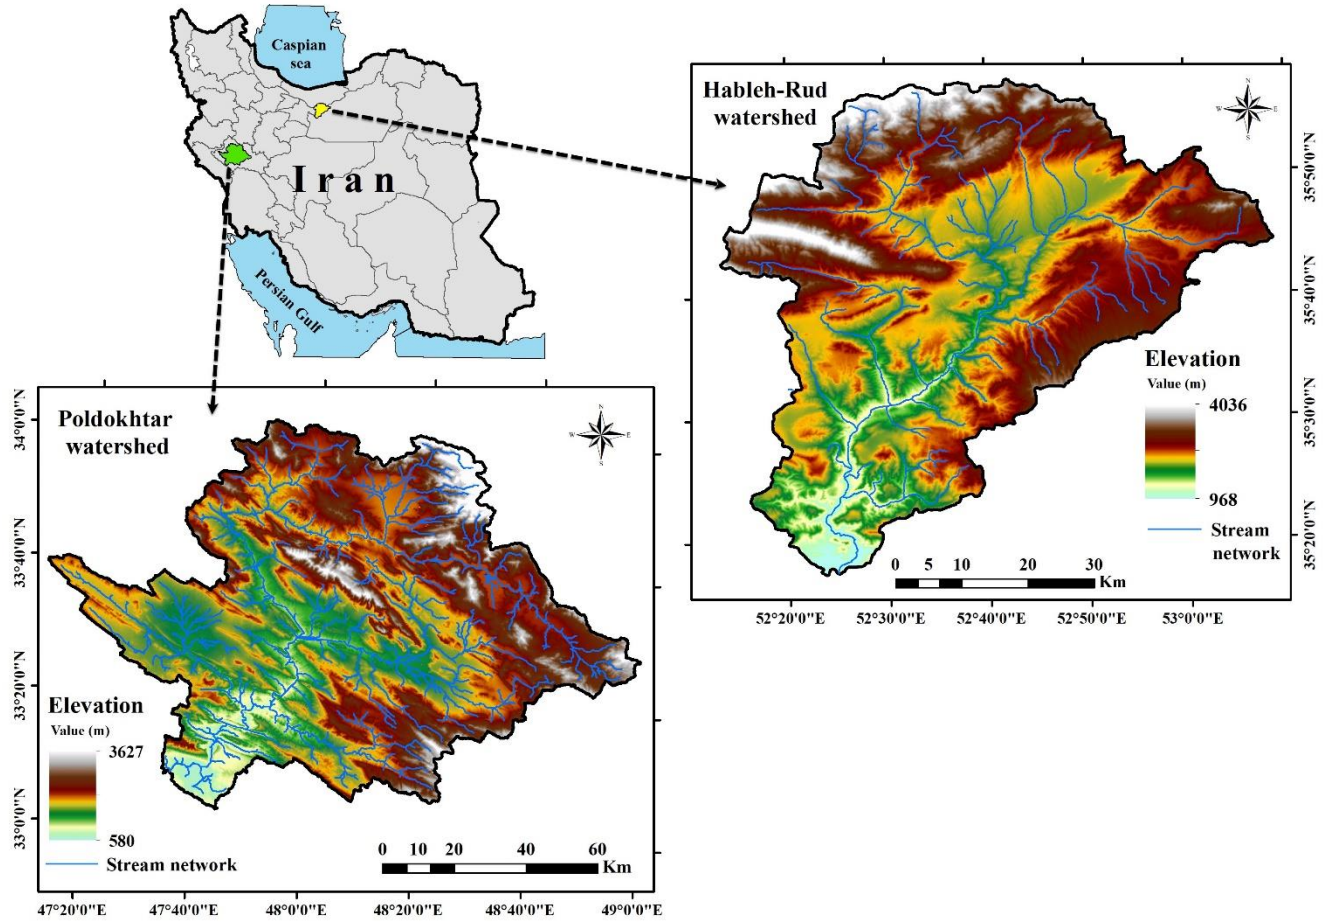 Caspian
sea
Iran
Persian Gulf
Hableh-Rud
watershed
N
W
E
S
Elevation
Value (m)
4036
968
Stream
network
0 5 10 20 30
Km
52°20'0"E 52°30'0"E 52°40'0"E 52°50'0"E 53°0'0"E
35°50'0"N
35°40'0"N
35°30'0"N
35°20'0"N
Poldokhtar
watershed
N
W
E
S
Elevation
Value (m)
3627
580
Stream network
0 10 20 40 60
Km
34°0'0"N
33°40'0"N
33°20'0"N
33°0'0"N
47°20'0"E 47°40'0"E 48°0'0"E 48°20'0"E 48°40'0"E 49°0'0"E